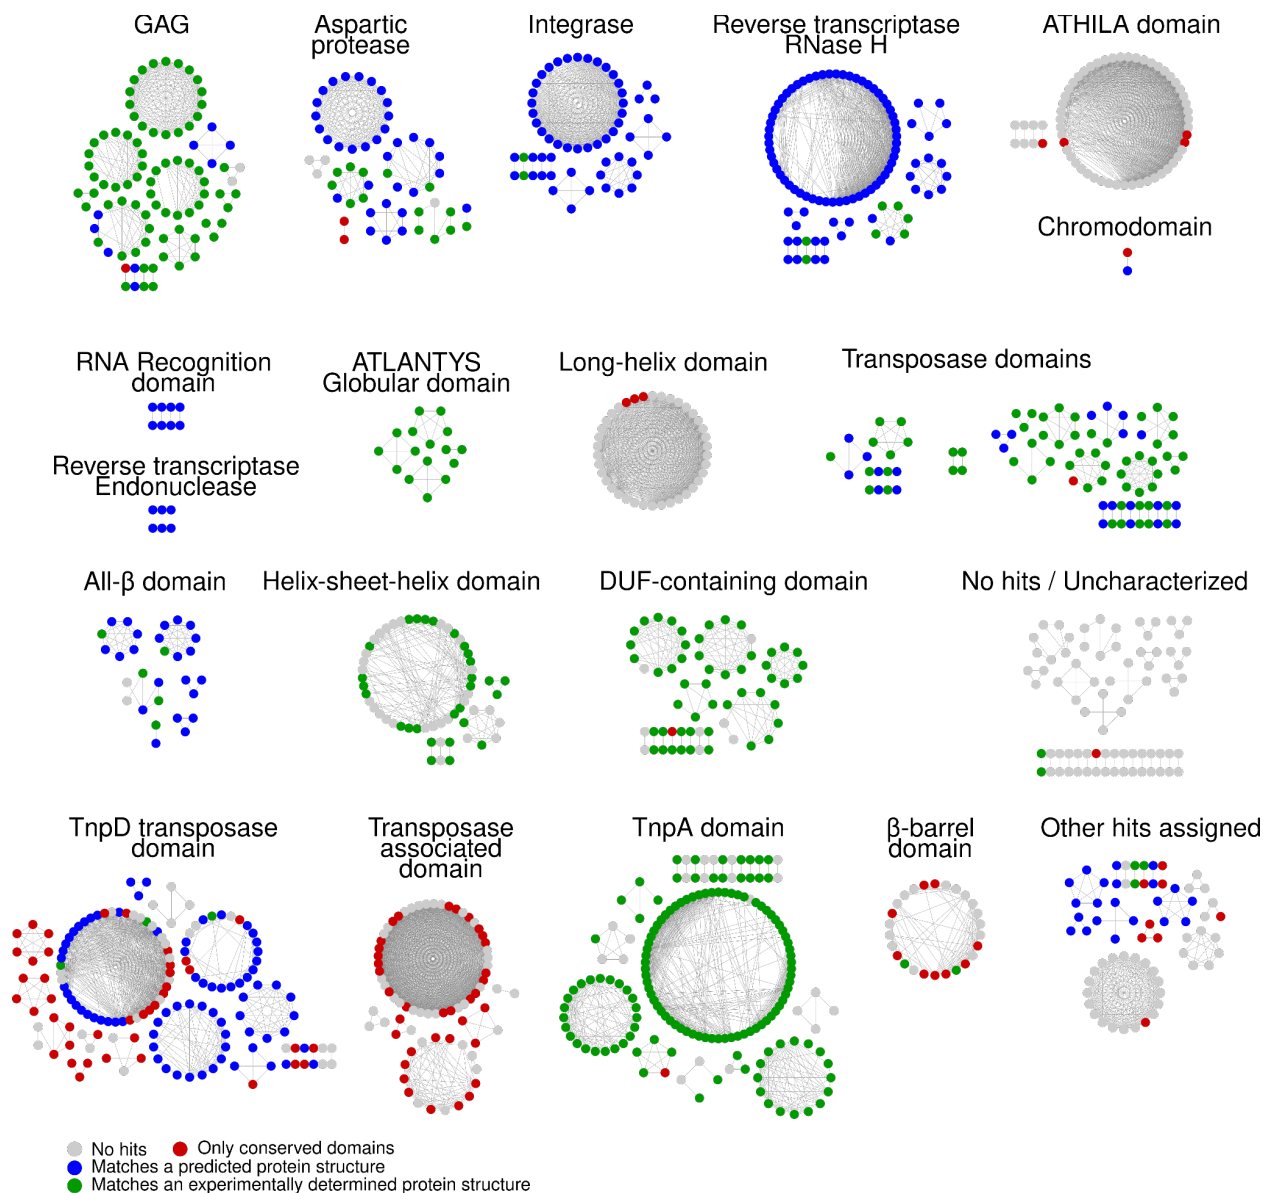 GAG
Aspartic
protease
Integrase
Reverse transcriptase
RNase H
ATHILA domain
Chromodomain
RNA Recognition
domain
ATLANTYS
Globular domain
Long-helix domain
Transposase domains
Reverse transcriptase
Endonuclease
All-β domain
Helix-sheet-helix domain
DUF-containing domain
No hits / Uncharacterized
TnpD transposase
domain
Transposase
associated
domain
TnpA domain
β-barrel
domain
Other hits assigned
No hits
Only conserved domains
Matches a predicted protein structure
Matches an experimentally determined protein structure